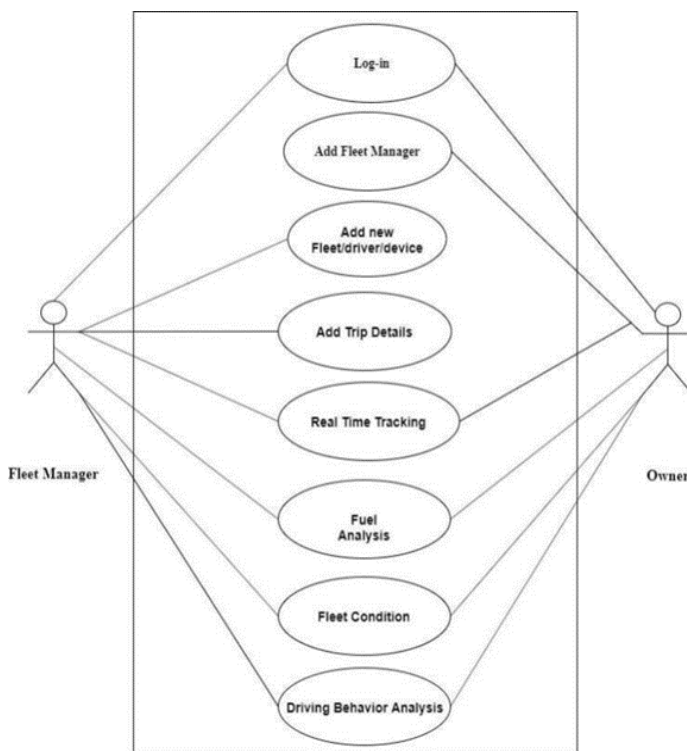 Log-in
Add Fleet Manager
Add new
Fleet/driver/device
Add Trip Details
Real Time Tracking
Fleet Manager
Owner
Fuel
Analysis
Fleet Condition
Driving Behavior Analysis